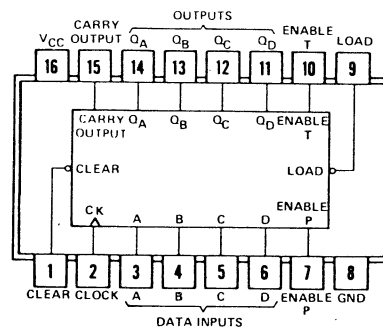 OUTPUTS
CARRY ENABLE
VCC OUTPUT QA QB QC QD T LOAD
16 15 14 13 12 11 10 9
CARRY QA QB QC QD ENABLE
OUTPUT T
CLEAR LOAD
CK A B C D ENABLE
P
1 2 3 4 5 6 7 8
CLEAR CLOCK A B C D ENABLE GND
P
DATA INPUTS